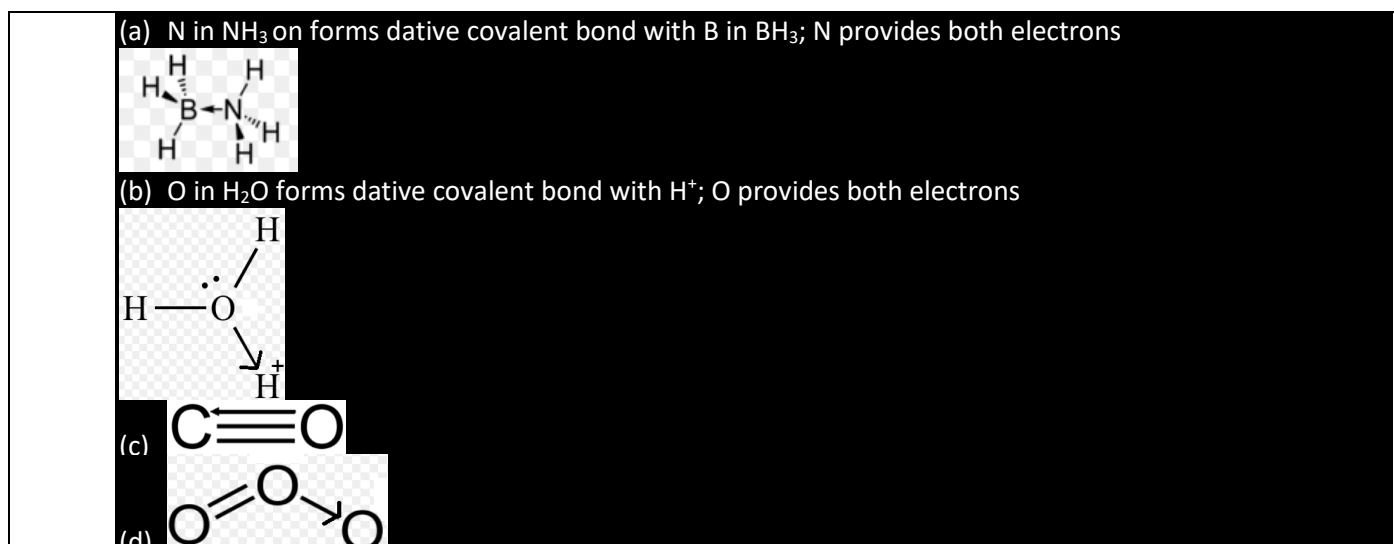 (a) N in NH₃ on forms dative covalent bond with B in BH₃; N provides both electrons
H H
H B N H
H H
(b) O in H₂O forms dative covalent bond with H⁺; O provides both electrons
H
H O
H⁺
(c) C O
O
O O
(d)